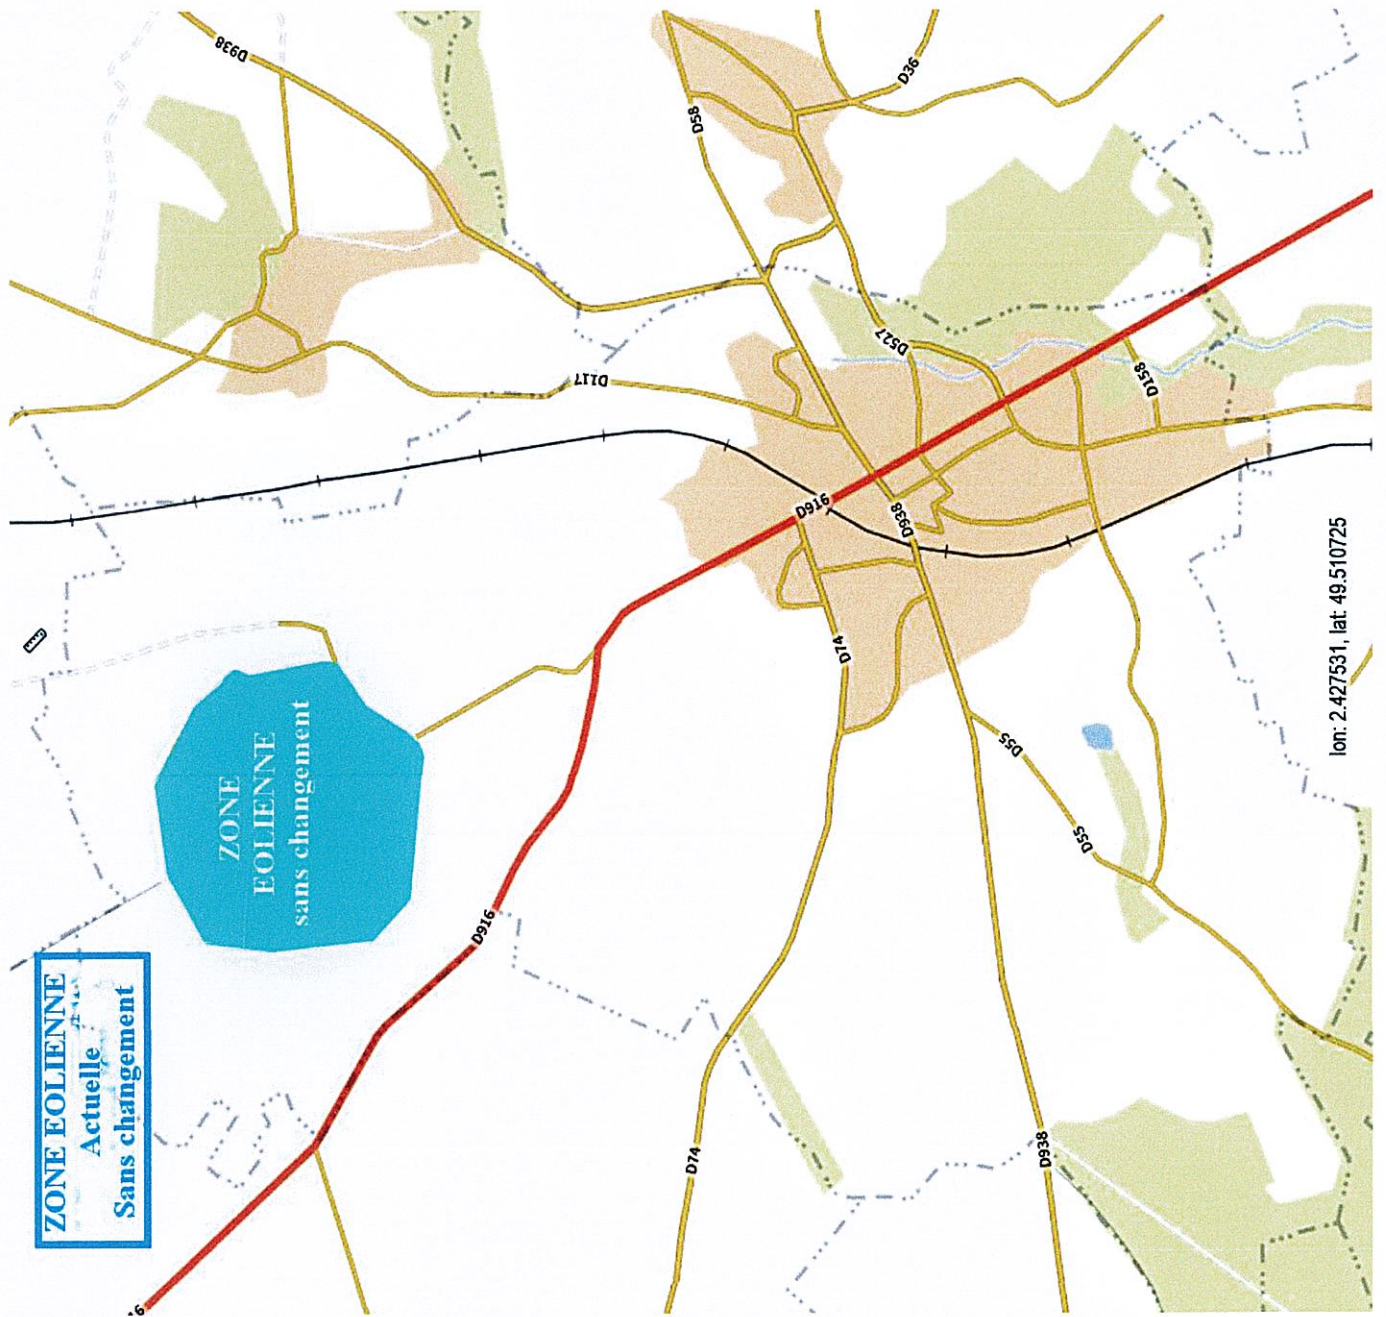 ZONE EOLIENNE
Actuelle
Sans changement
ZONE
EOLIENNE
sans changement
D938
D58
D36
D117
D527
D158
D916
D938
D74
D55
D55
D916
D74
D938
16
lon: 2.427531, lat: 49.510725